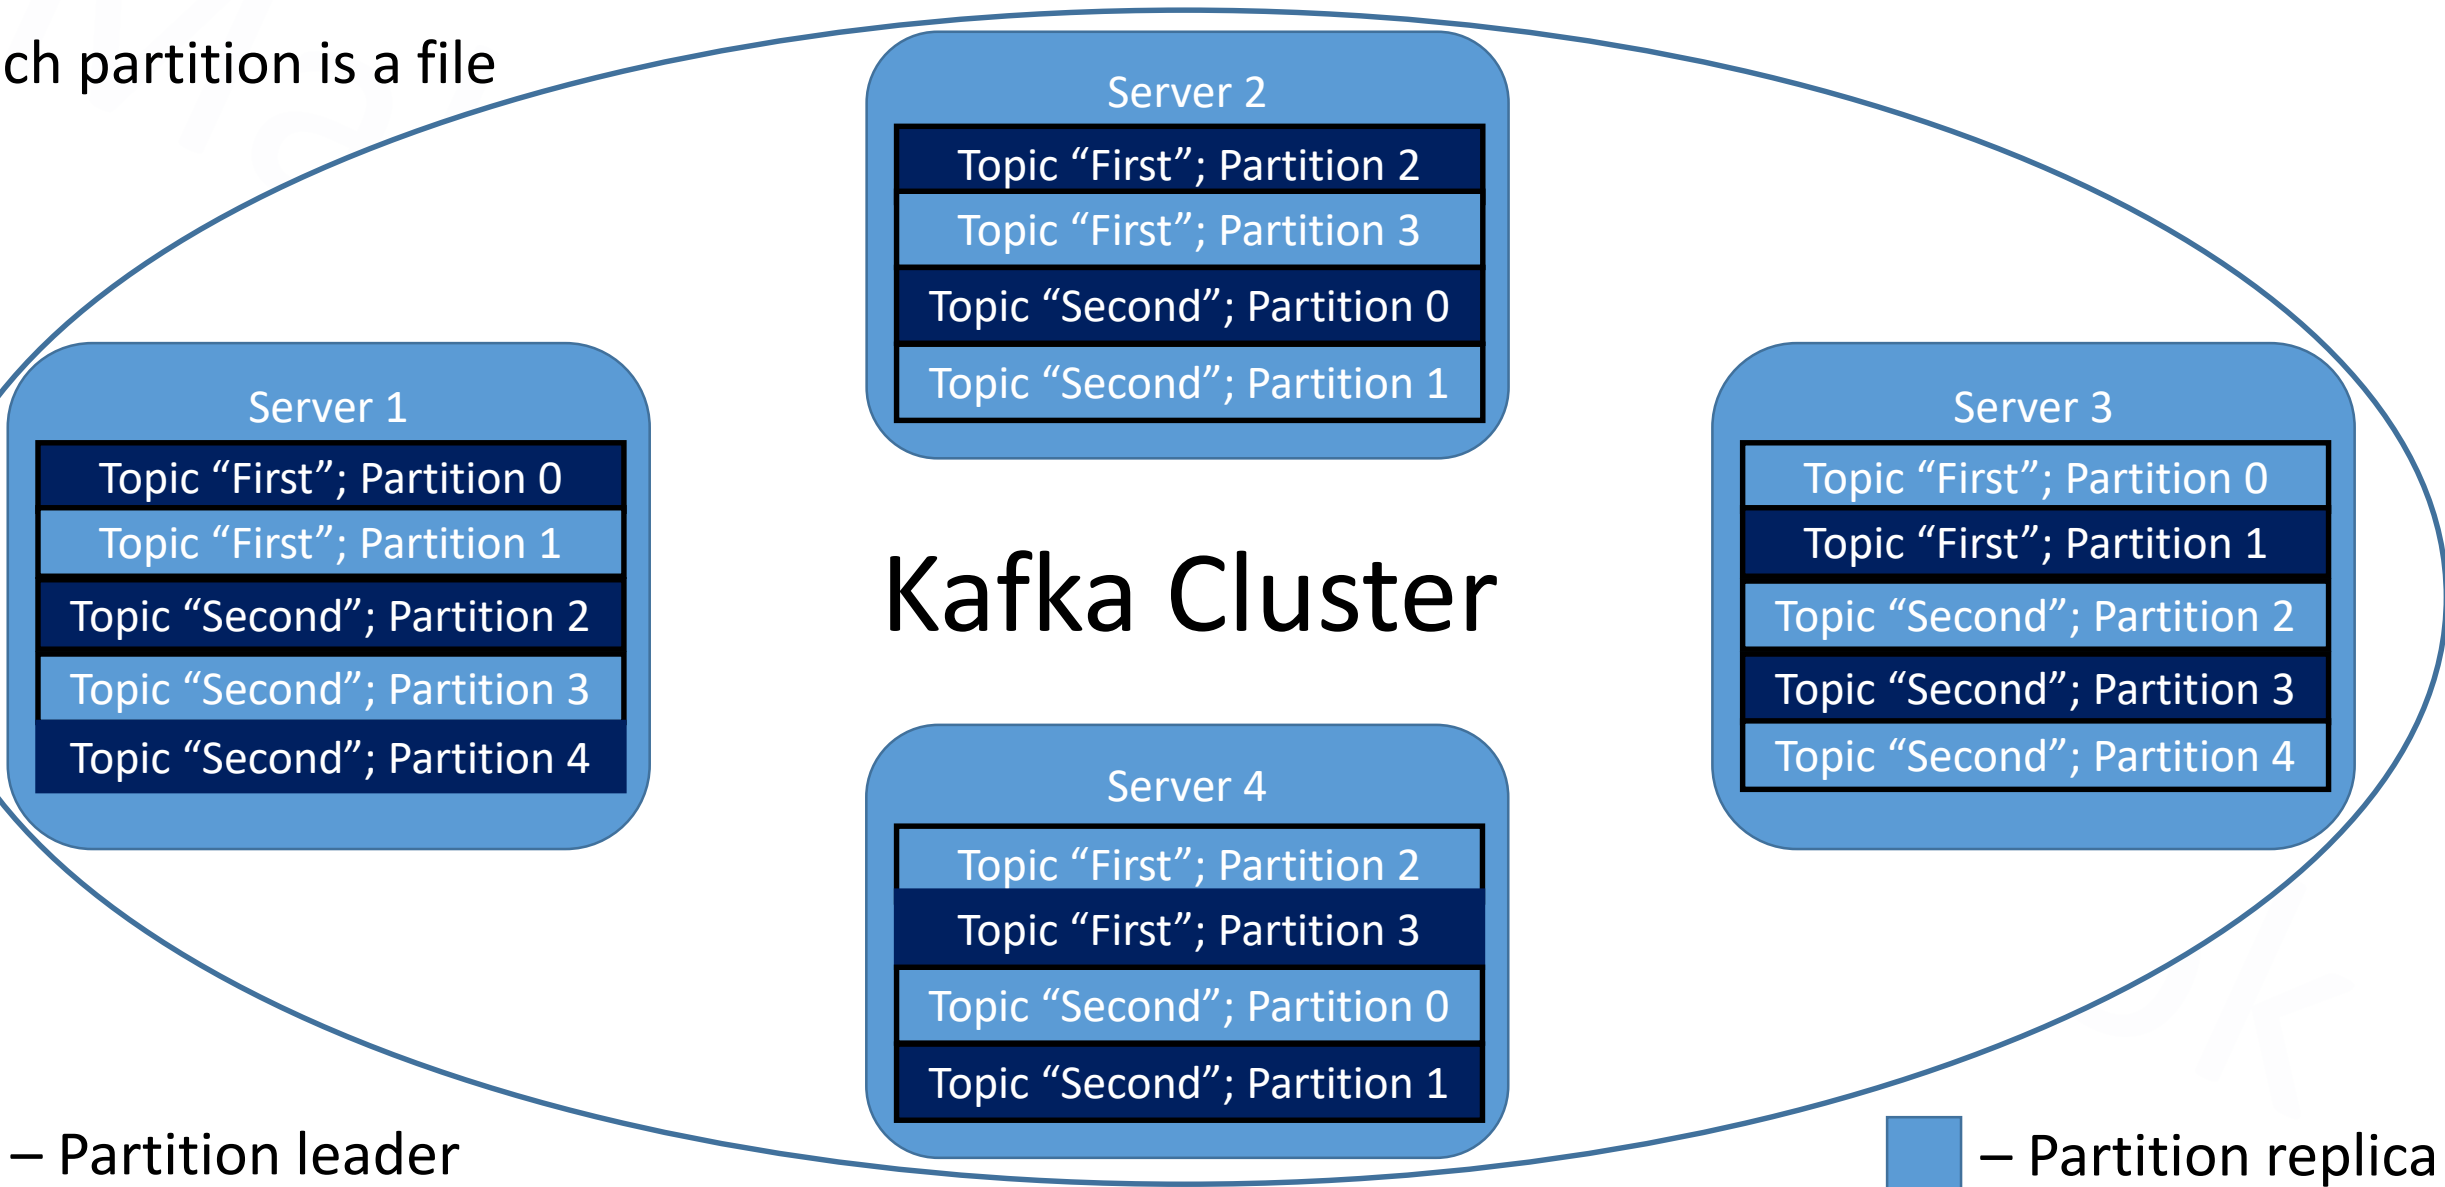 ch partition is a file
Server 2
Topic “First”; Partition 2
Topic “First”; Partition 3
Topic “Second”; Partition 0
Topic “Second”; Partition 1
Server 1
Topic “First”; Partition 0
Topic “First”; Partition 1
Topic “Second”; Partition 2
Topic “Second”; Partition 3
Topic “Second”; Partition 4
Kafka Cluster
Server 3
Topic “First”; Partition 0
Topic “First”; Partition 1
Topic “Second”; Partition 2
Topic “Second”; Partition 3
Topic “Second”; Partition 4
Server 4
Topic “First”; Partition 2
Topic “First”; Partition 3
Topic “Second”; Partition 0
Topic “Second”; Partition 1
– Partition leader
– Partition replica